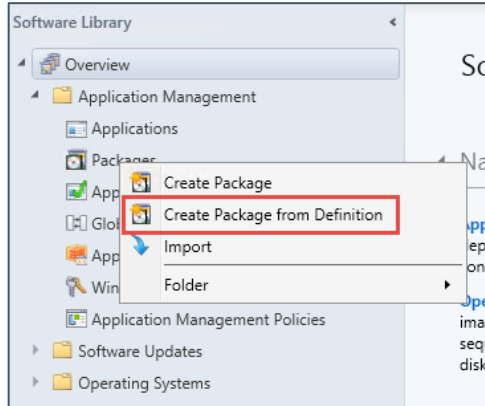 Software Library
Overview
Application Management
Applications
Packages
Create Package
Create Package from Definition
Import
Folder
Application Management Policies
Software Updates
Operating Systems